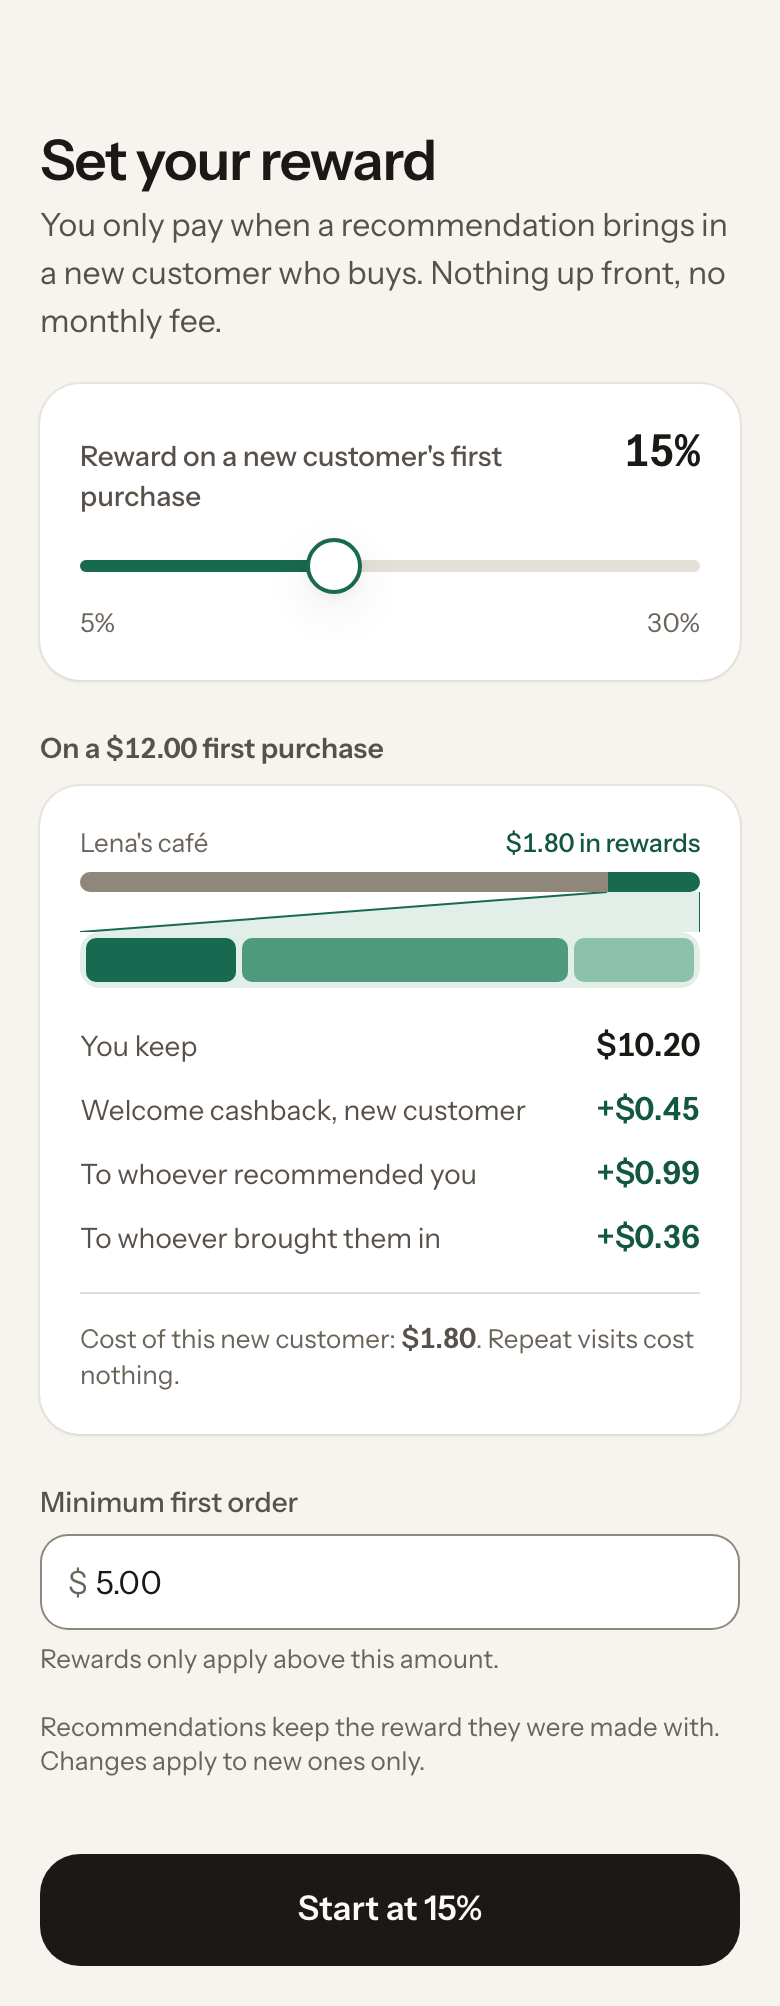 Set your reward
You only pay when a recommendation brings in
a new customer who buys. Nothing up front, no
monthly fee.
Reward on a new customer's first
purchase
15%
5%
30%
On a $12.00 first purchase
Lena's café
$1.80 in rewards
You keep
$10.20
Welcome cashback, new customer
+$0.45
To whoever recommended you
+$0.99
To whoever brought them in
+$0.36
Cost of this new customer: $1.80. Repeat visits cost
nothing.
Minimum first order
$ 5.00
Rewards only apply above this amount.
Recommendations keep the reward they were made with.
Changes apply to new ones only.
Start at 15%